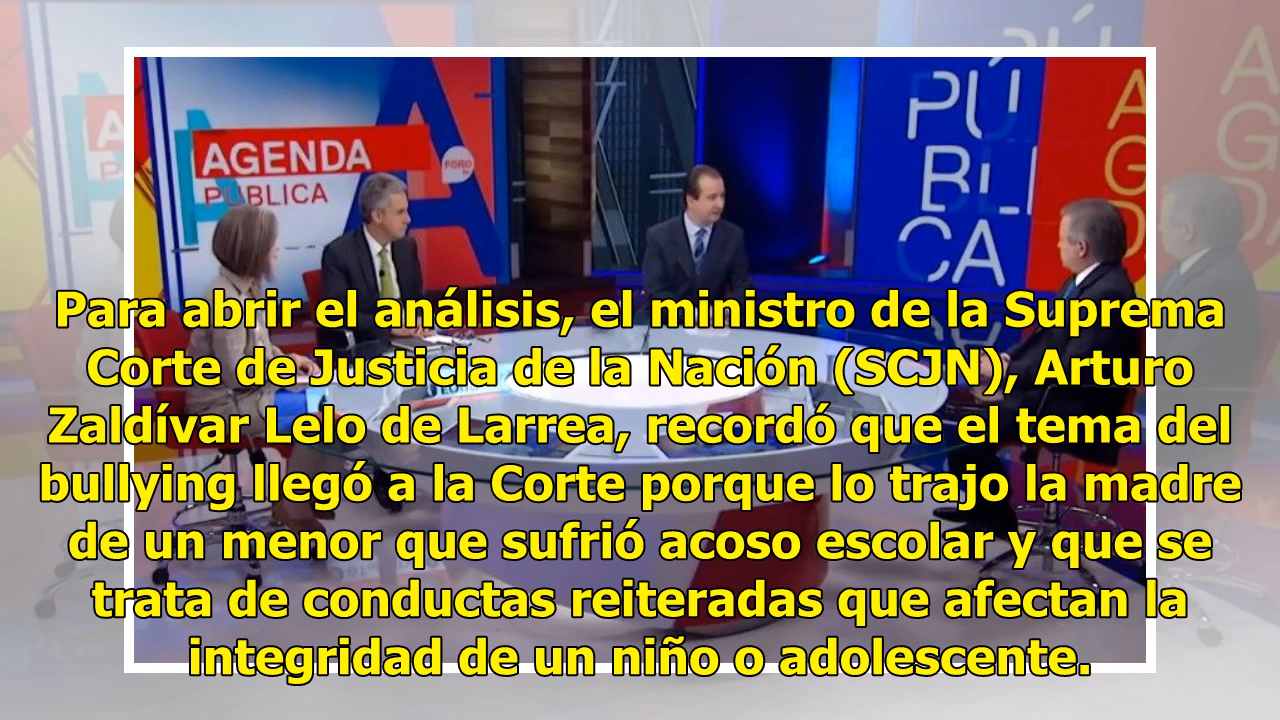 AGENDA
PÚBLICA
FORO
tv
PÚ
BLI
CA
AGENDA
Para abrir el análisis, el ministro de la Suprema
Corte de Justicia de la Nación (SCJN), Arturo
Zaldívar Lelo de Larrea, recordó que el tema del
bullying llegó a la Corte porque lo trajo la madre
de un menor que sufrió acoso escolar y que se
trata de conductas reiteradas que afectan la
integridad de un niño o adolescente.